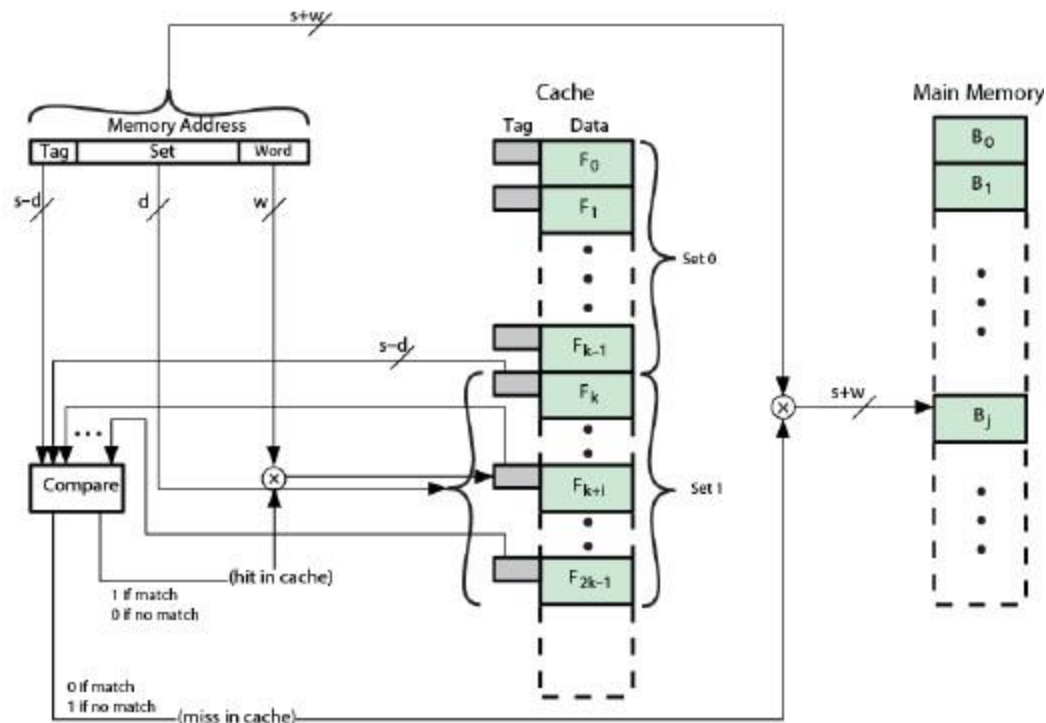 s+w
Cache
Main Memory
Memory Address
Tag Data
Tag Set Word
B0
F0
B1
s–d d w
F1
Set 0
s–d
Fk–1
Fk
s+w
Bj
...
Compare
Fk+i
Set 1
(hit in cache)
F2k–1
1 if match
0 if no match
0 if match
1 if no match
(miss in cache)